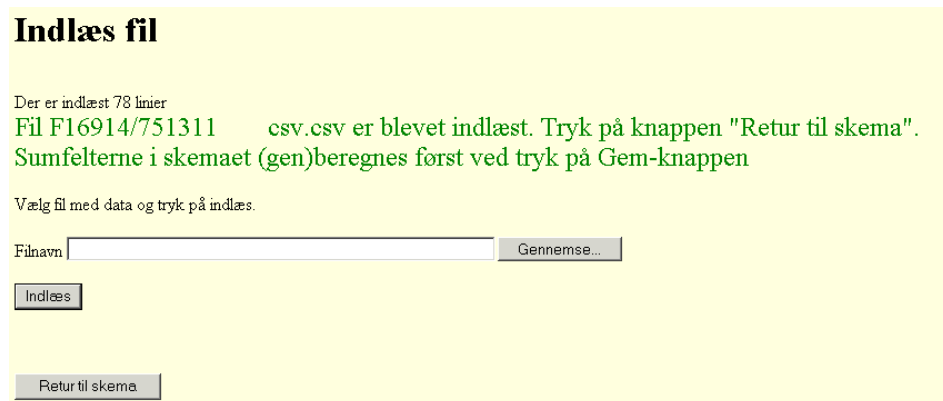 Indlæs fil
Der er indlæst 78 linier
Fil F16914/751311 csv.csv er blevet indlæst. Tryk på knappen "Retur til skema".
Sumfelterne i skemaet (gen)beregnes først ved tryk på Gem-knappen
Vælg fil med data og tryk på indlæs.
Filnavn Gennemse...
Indlæs
Retur til skema